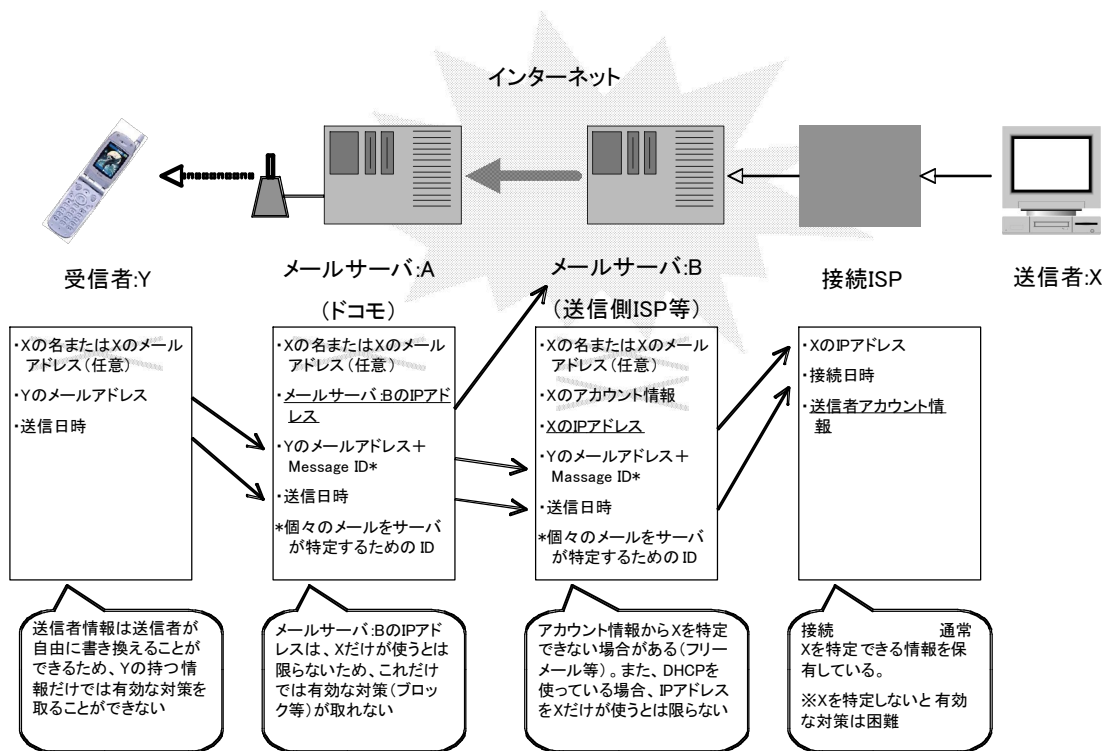 インターネット
受信者:Y
メールサーバ:A
(ドコモ)
メールサーバ:B
(送信側ISP等)
接続ISP
送信者:X
・Xの名またはXのメール
アドレス(任意)
・Yのメールアドレス
・送信日時
・Xの名またはXのメール
アドレス(任意)
・メールサーバ:BのIPアド
レス
・Yのメールアドレス+
Message ID*
・送信日時
*個々のメールをサーバ
が特定するための ID
・Xの名またはXのメール
アドレス(任意)
・Xのアカウント情報
・XのIPアドレス
・Yのメールアドレス+
Massage ID*
・送信日時
*個々のメールをサーバ
が特定するための ID
・XのIPアドレス
・接続日時
・送信者アカウント情
報
送信者情報は送信者が
自由に書き換えることが
できるため、Yの持つ情
報だけでは有効な対策を
取ることができない
メールサーバ:BのIPアド
レスは、Xだけが使うとは
限らないため、これだけ
では有効な対策(ブロッ
ク等)が取れない
アカウント情報からXを特定
できない場合がある(フリー
メール等)。また、DHCPを
使っている場合、IPアドレス
をXだけが使うとは限らない
接続 通常
Xを特定できる情報を保
有している。
※Xを特定しないと有効
な対策は困難